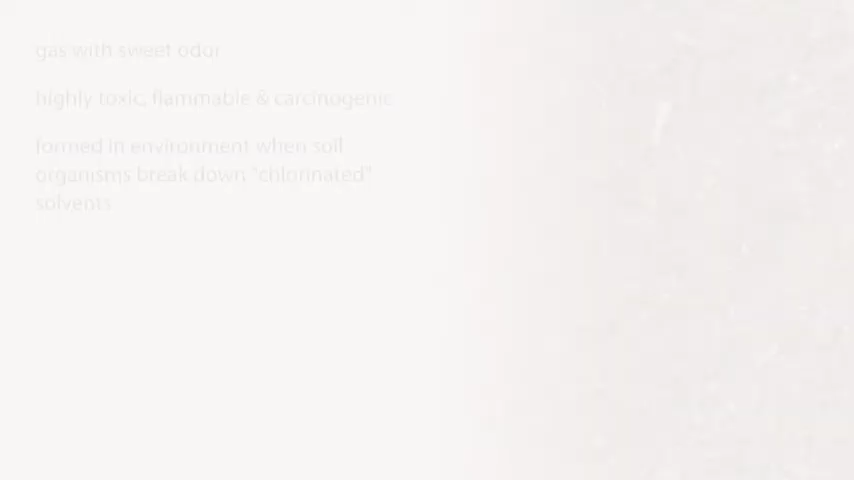 gas with sweet odor
highly toxic, flammable & carcinogenic
formed in environment when soil
organisms break down "chlorinated"
solvents